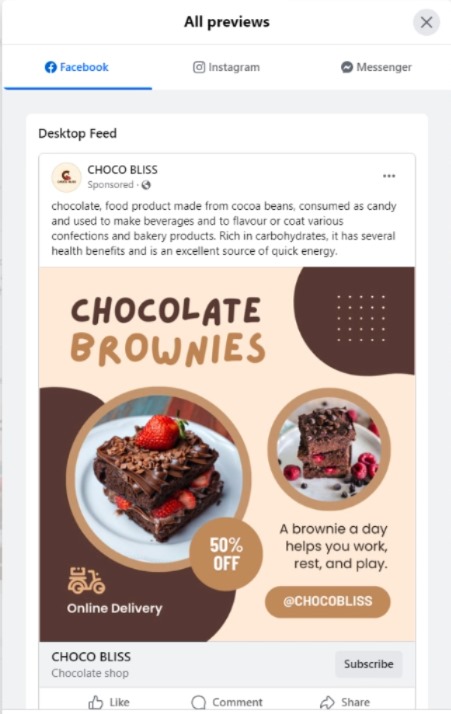 All previews
Facebook
Instagram
Messenger
Desktop Feed
CHOCO BLISS
Sponsored ·
chocolate, food product made from cocoa beans, consumed as candy
and used to make beverages and to flavour or coat various
confections and bakery products. Rich in carbohydrates, it has several
health benefits and is an excellent source of quick energy.
CHOCOLATE
BROWNIES
50%
OFF
A brownie a day
helps you work,
rest, and play.
@CHOCOBLISS
Online Delivery
CHOCO BLISS
Chocolate shop
Subscribe
Like
Comment
Share